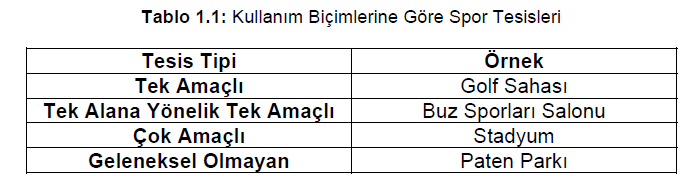 Tablo 1.1: Kullanım Biçimlerine Göre Spor Tesisleri
Tesis Tipi Örnek
Tek Amaçlı Golf Sahası
Tek Alana Yönelik Tek Amaçlı Buz Sporları Salonu
Çok Amaçlı Stadyum
Geleneksel Olmayan Paten Parkı